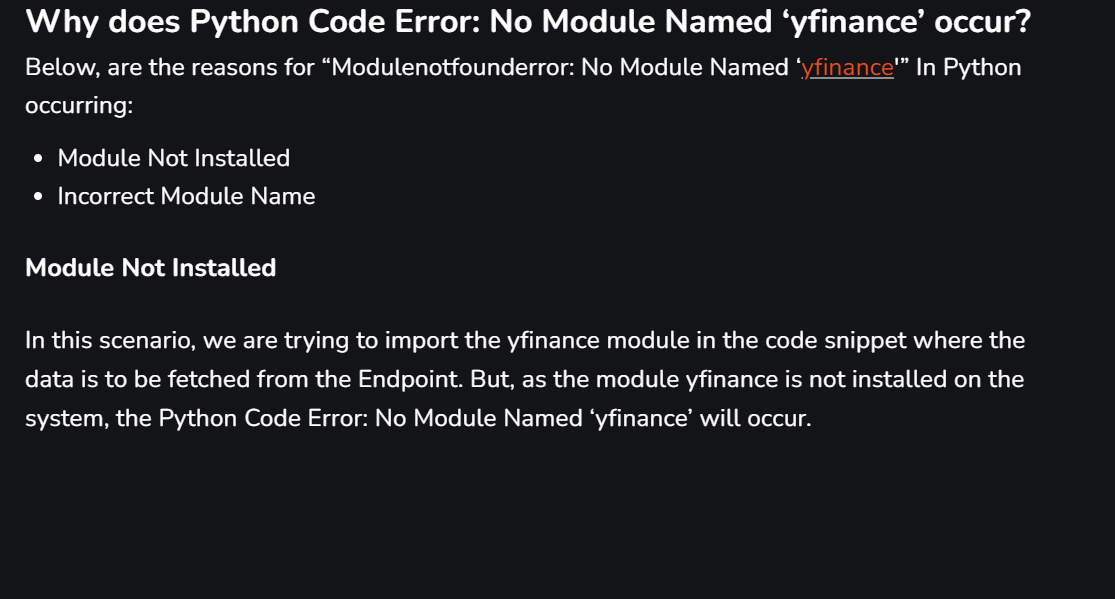 Why does Python Code Error: No Module Named ‘yfinance’ occur?
Below, are the reasons for “Modulenotfounderror: No Module Named ‘yfinance'” In Python
occurring:
• Module Not Installed
• Incorrect Module Name
Module Not Installed
In this scenario, we are trying to import the yfinance module in the code snippet where the
data is to be fetched from the Endpoint. But, as the module yfinance is not installed on the
system, the Python Code Error: No Module Named ‘yfinance’ will occur.